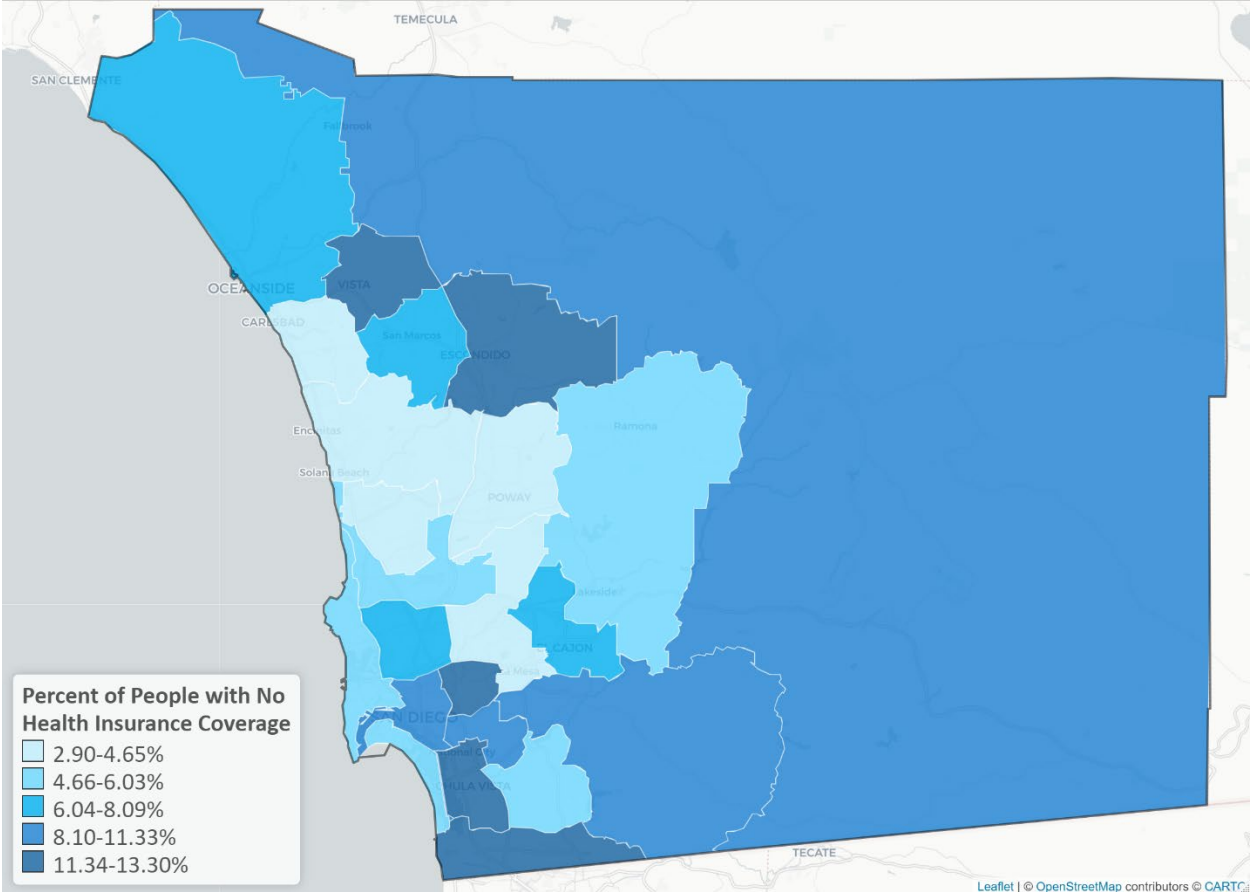 TEMECULA
SAN CLEMENTE
Fallbrook
OCEANSIDE
VISTA
CARLSBAD
San Marcos
ESCONDIDO
Encinitas
Ramona
Solana Beach
POWAY
Lakeside
EL CAJON
La Mesa
SAN DIEGO
National City
CHULA VISTA
TECATE
Percent of People with No
Health Insurance Coverage
2.90-4.65%
4.66-6.03%
6.04-8.09%
8.10-11.33%
11.34-13.30%
Leaflet | © OpenStreetMap contributors © CARTC